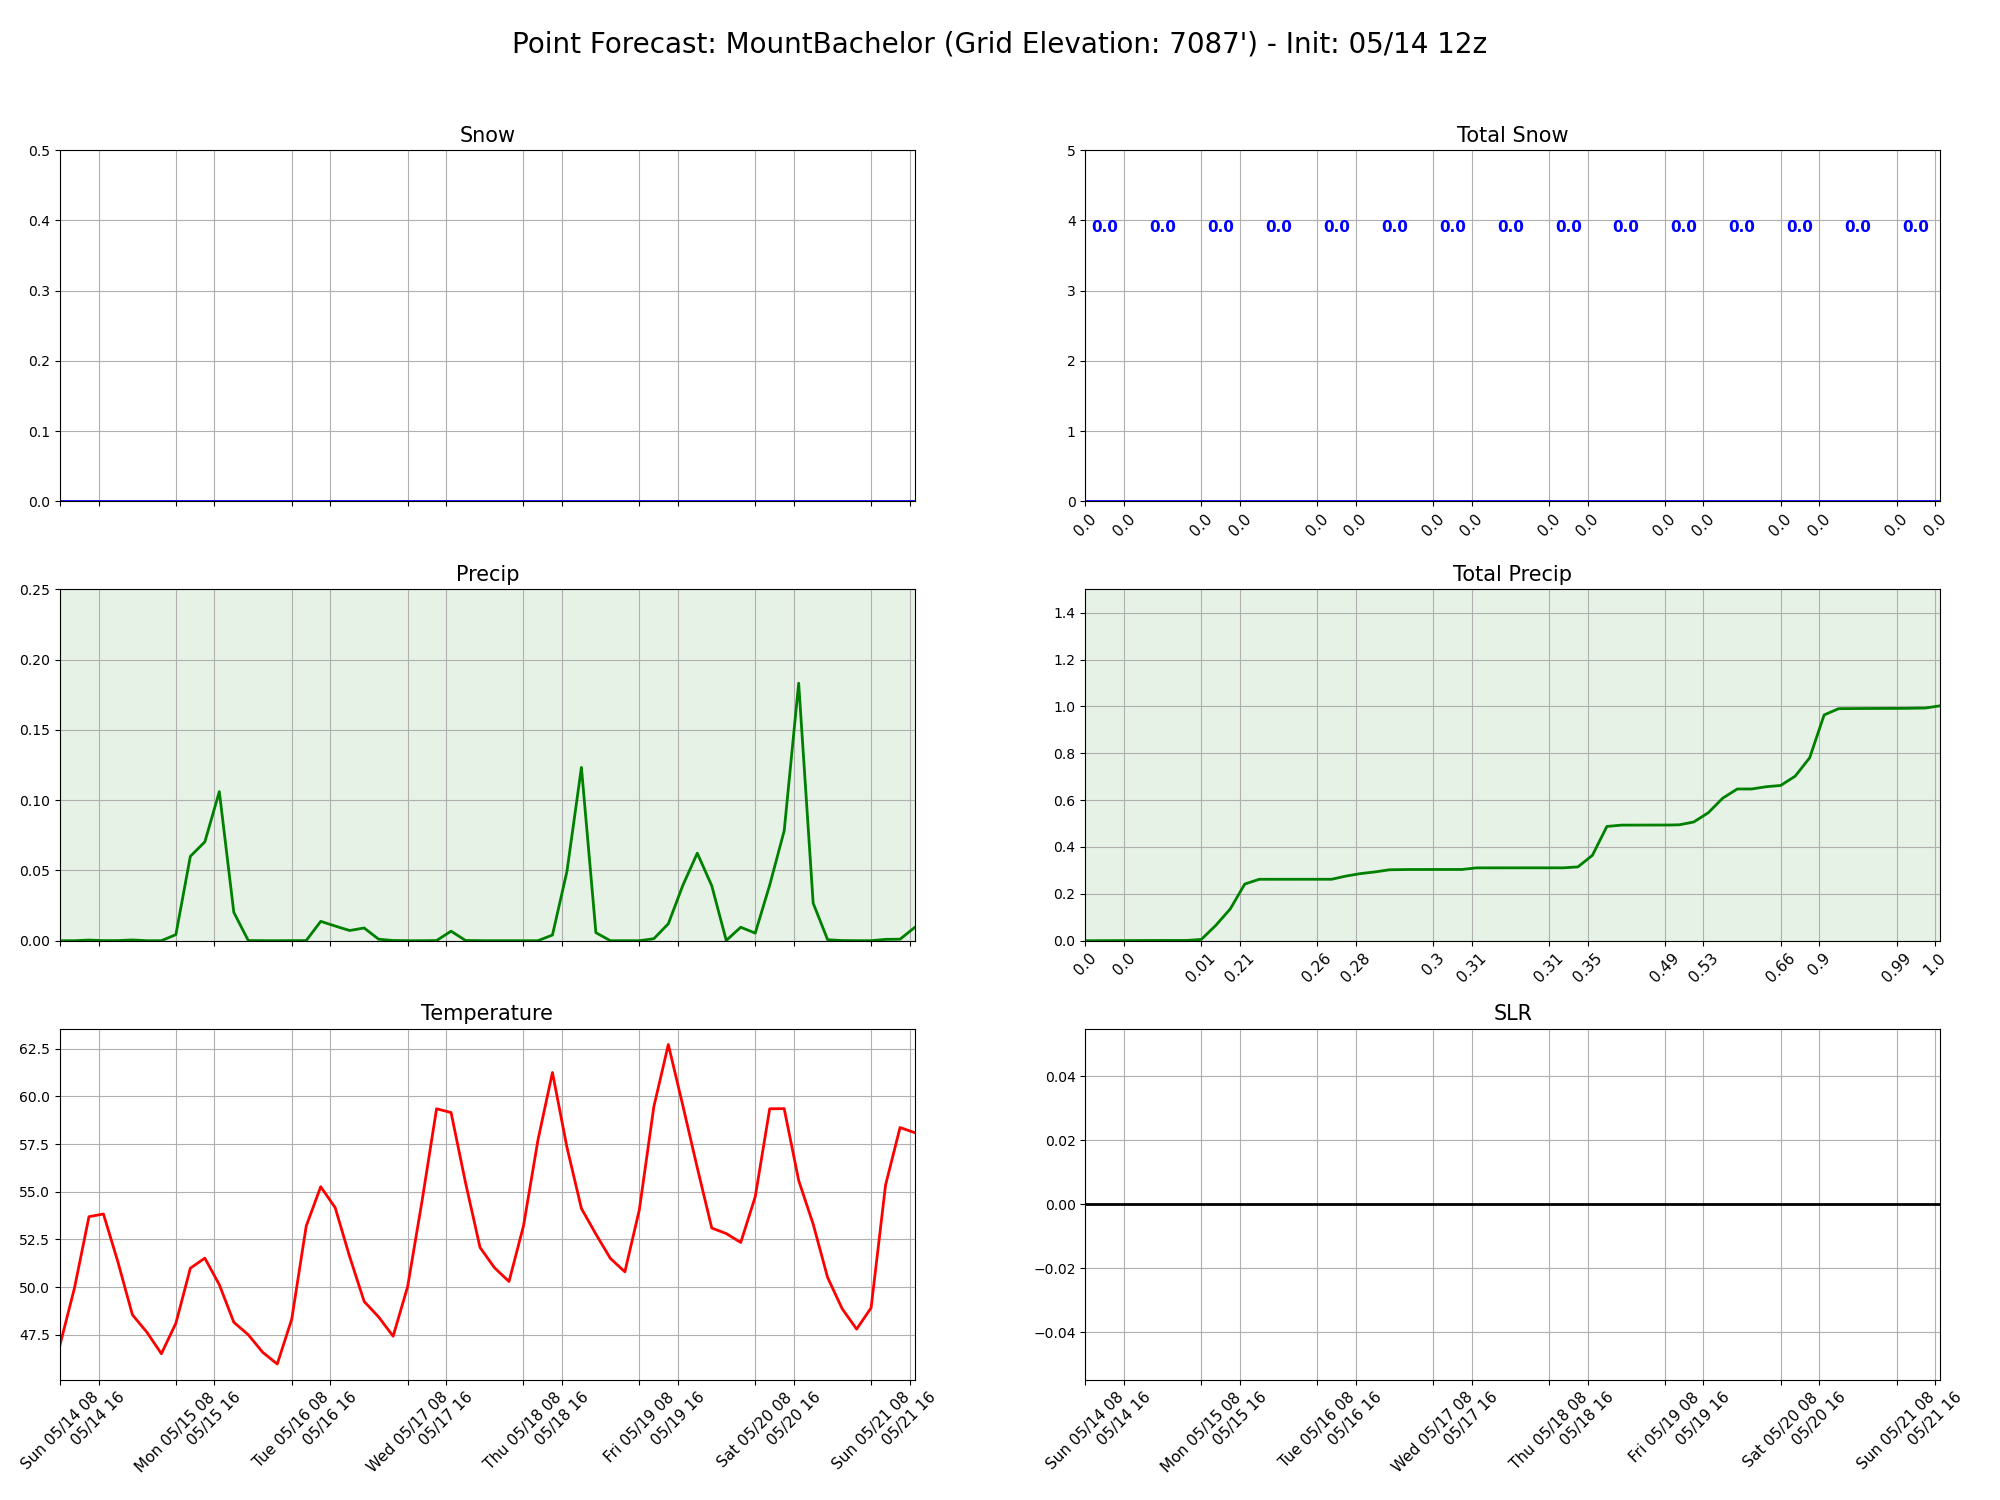 Point Forecast: MountBachelor (Grid Elevation: 7087') - Init: 05/14 12z
Snow
0.5
0.4
0.3
0.2
0.1
0.0
Total Snow
5
4
3
2
1
0
0.0 0.0 0.0 0.0 0.0 0.0 0.0 0.0 0.0 0.0 0.0 0.0 0.0 0.0 0.0
0.0 0.0 0.0 0.0 0.0 0.0 0.0 0.0 0.0 0.0 0.0 0.0 0.0 0.0 0.0 0.0
Precip
0.25
0.20
0.15
0.10
0.05
0.00
Total Precip
1.4
1.2
1.0
0.8
0.6
0.4
0.2
0.0
0.0 0.0 0.01 0.21 0.26 0.28 0.3 0.31 0.31 0.35 0.49 0.53 0.66 0.9 0.99 1.0
Temperature
62.5
60.0
57.5
55.0
52.5
50.0
47.5
Sun 05/14 08
05/14 16
Mon 05/15 08
05/15 16
Tue 05/16 08
05/16 16
Wed 05/17 08
05/17 16
Thu 05/18 08
05/18 16
Fri 05/19 08
05/19 16
Sat 05/20 08
05/20 16
Sun 05/21 08
05/21 16
SLR
0.04
0.02
0.00
−0.02
−0.04
Sun 05/14 08
05/14 16
Mon 05/15 08
05/15 16
Tue 05/16 08
05/16 16
Wed 05/17 08
05/17 16
Thu 05/18 08
05/18 16
Fri 05/19 08
05/19 16
Sat 05/20 08
05/20 16
Sun 05/21 08
05/21 16